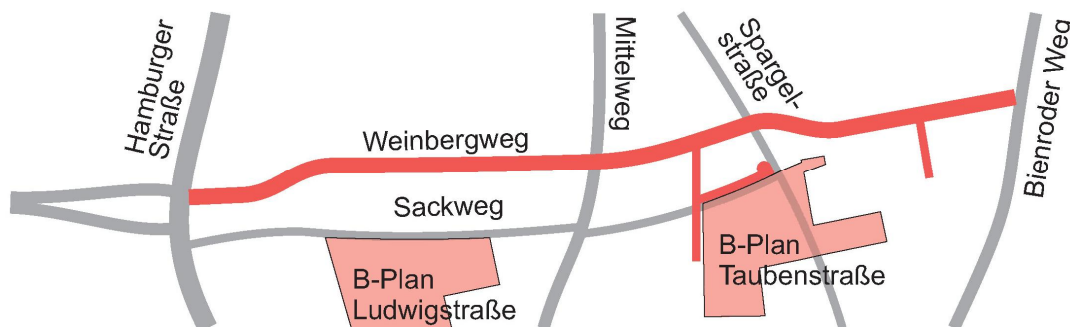 Hamburger
Straße
Weinbergweg
Mittelweg
Spargel-
straße
Bienroder Weg
Sackweg
B-Plan
Ludwigstraße
B-Plan
Taubenstraße